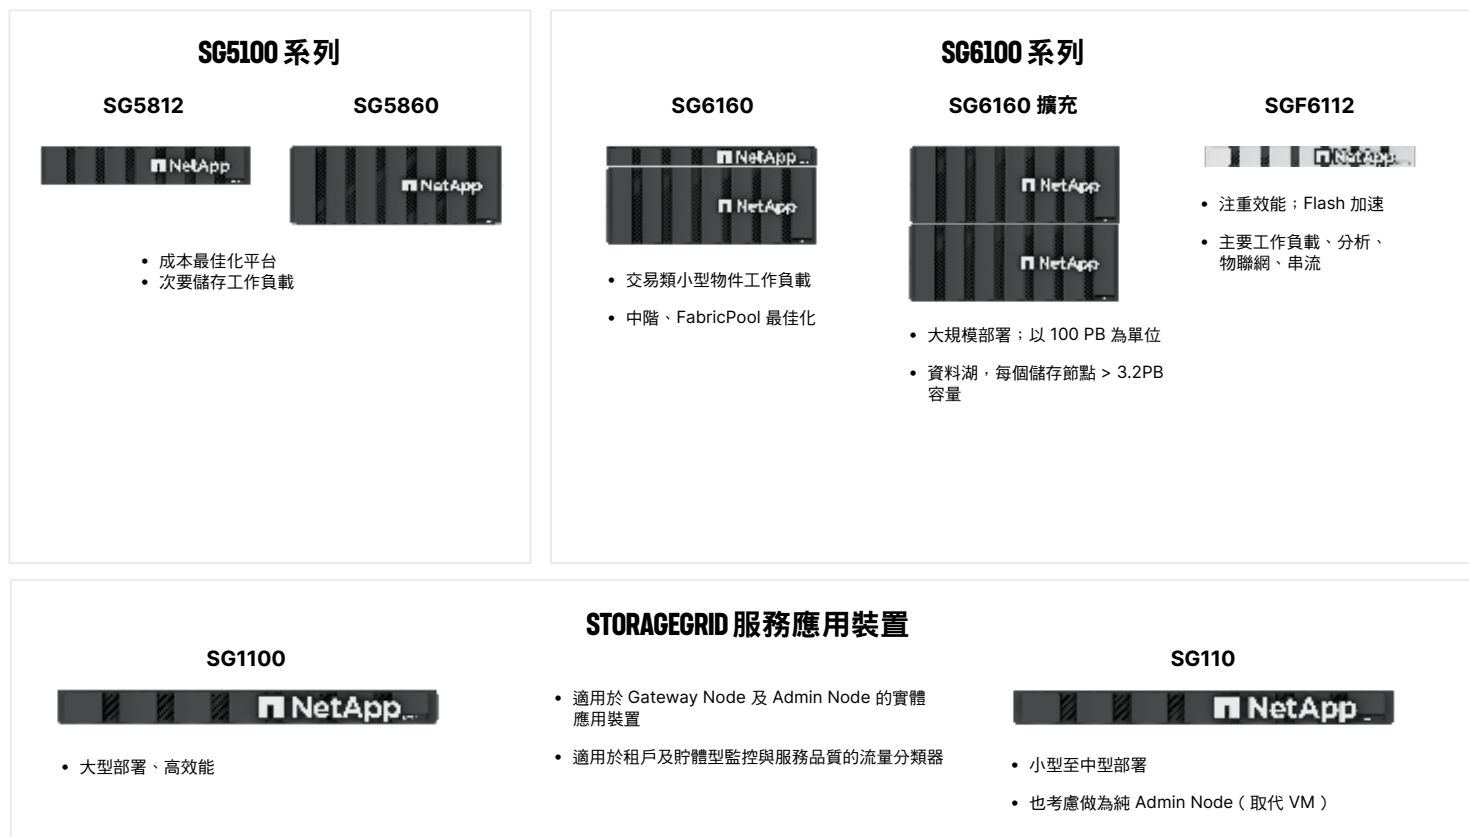 SG5100 系列
SG5812
SG5860
NetApp
NetApp
• 成本最佳化平台
• 次要儲存工作負載
SG6100 系列
SG6160
NetApp
NetApp
• 交易類小型物件工作負載
• 中階、FabricPool 最佳化
SG6160 擴充
NetApp
NetApp
• 大規模部署；以 100 PB 為單位
• 資料湖，每個儲存節點 > 3.2PB
容量
SGF6112
NetApp
• 注重效能；Flash 加速
• 主要工作負載、分析、
物聯網、串流
STORAGEGRID 服務應用裝置
SG1100
NetApp
• 大型部署、高效能
• 適用於 Gateway Node 及 Admin Node 的實體
應用裝置
• 適用於租戶及貯體型監控與服務品質的流量分類器
SG110
NetApp
• 小型至中型部署
• 也考慮做為純 Admin Node（取代 VM）